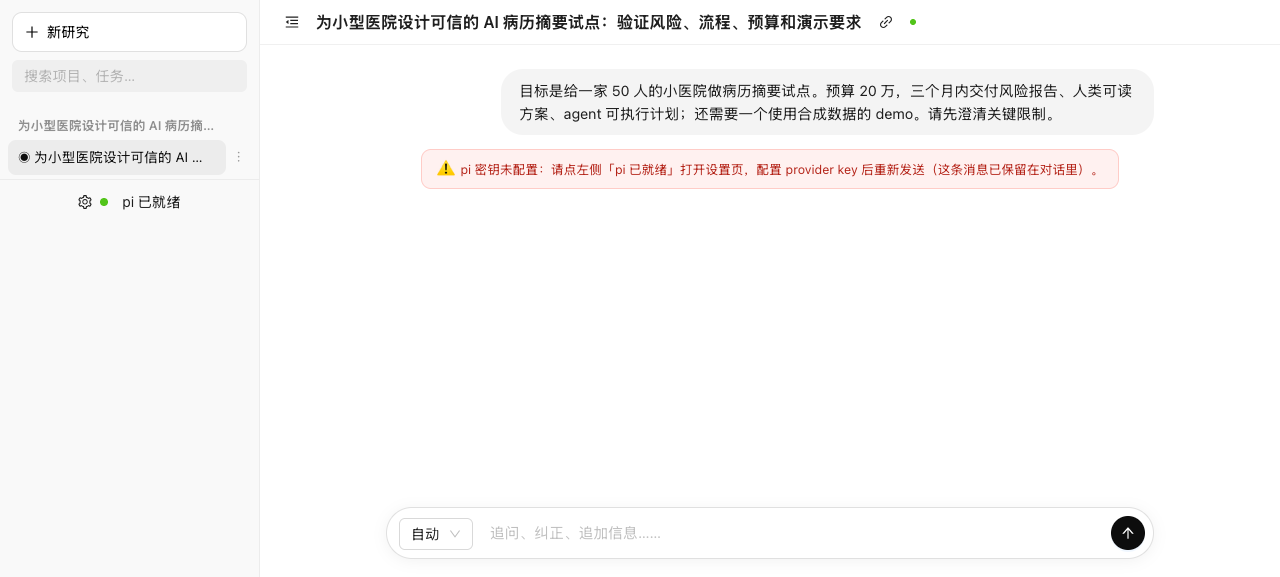 新研究
搜索项目、任务...
为小型医院设计可信的 AI 病历摘...
为小型医院设计可信的 AI ...
pi 已就绪
为小型医院设计可信的 AI 病历摘要试点：验证风险、流程、预算和演示要求
目标是给一家 50 人的小医院做病历摘要试点。预算 20 万，三个月内交付风险报告、人类可读
方案、agent 可执行计划；还需要一个使用合成数据的 demo。请先澄清关键限制。
pi 密钥未配置：请点左侧「pi 已就绪」打开设置页，配置 provider key 后重新发送（这条消息已保留在对话里）。
自动
追问、纠正、追加信息......